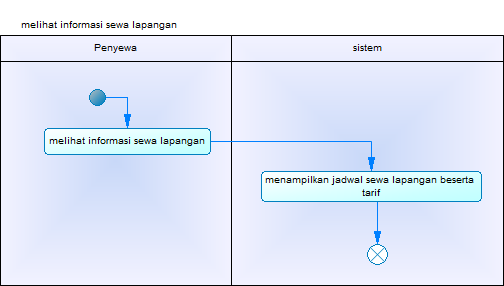 melihat informasi sewa lapangan
Penyewa
sistem
melihat informasi sewa lapangan
menampilkan jadwal sewa lapangan beserta
tarif